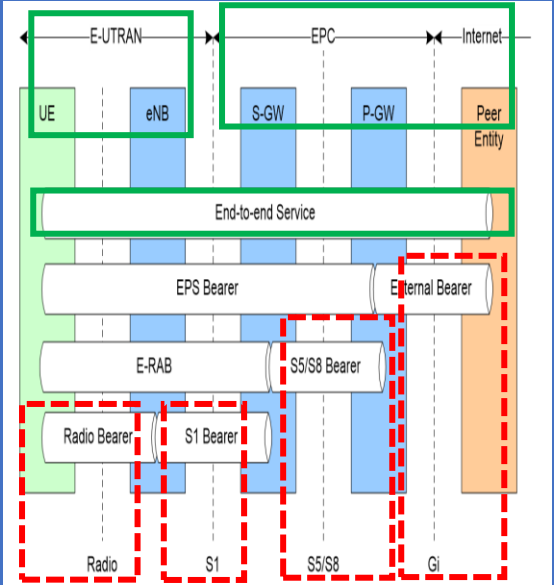 E-UTRAN EPC Internet
UE eNB S-GW P-GW Peer
Entity
End-to-end Service
EPS Bearer External Bearer
E-RAB S5/S8 Bearer
Radio Bearer S1 Bearer
Radio S1 S5/S8 Gi